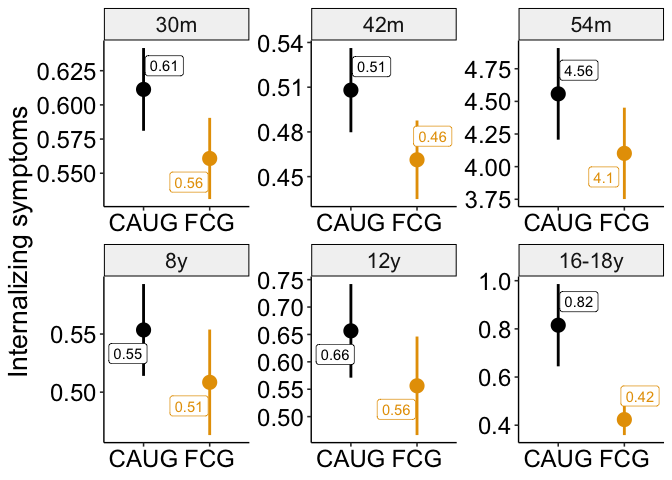 Internalizing symptoms
30m
0.625
0.600
0.575
0.550
0.61
0.56
CAUG FCG
42m
0.54
0.51
0.48
0.45
0.51
0.46
CAUG FCG
54m
4.75
4.50
4.25
4.00
3.75
4.56
4.1
CAUG FCG
8y
0.55
0.50
0.55
0.51
CAUG FCG
12y
0.75
0.70
0.65
0.60
0.55
0.50
0.66
0.56
CAUG FCG
16-18y
1.0
0.8
0.6
0.4
0.82
0.42
CAUG FCG